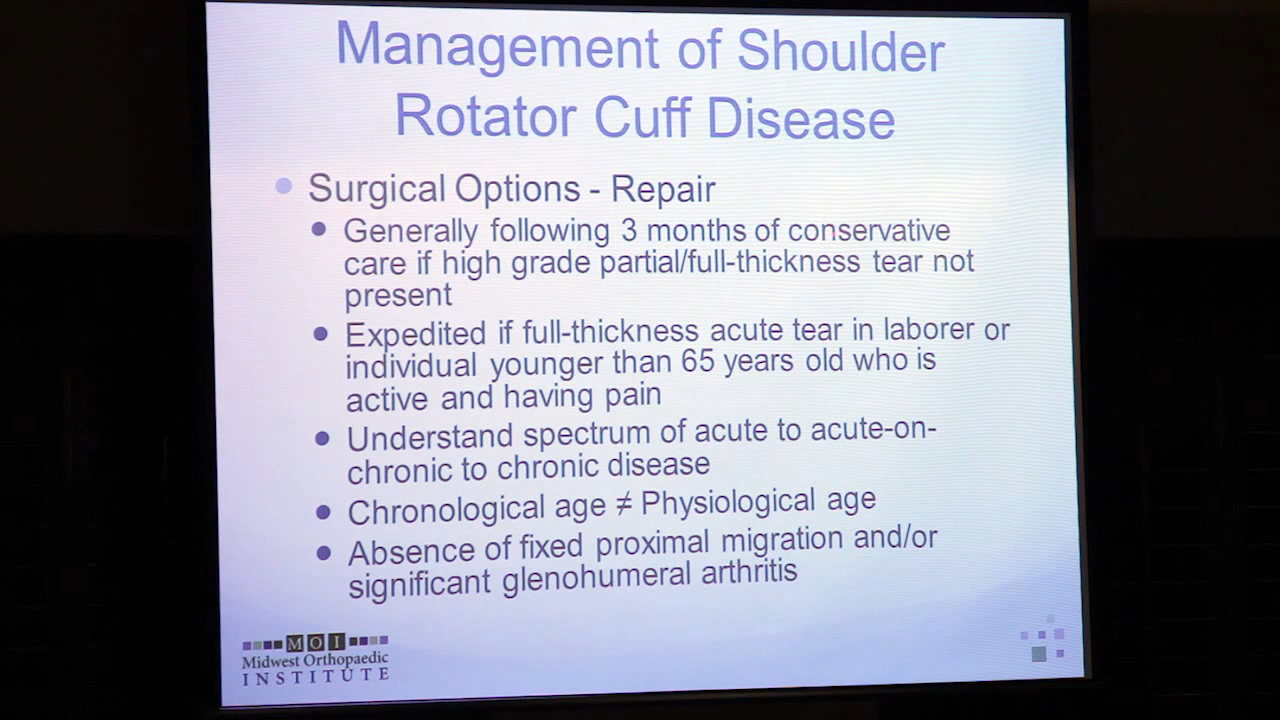 Management of Shoulder
Rotator Cuff Disease
Surgical Options - Repair
Generally following 3 months of conservative
care if high grade partial/full-thickness tear not
present
Expedited if full-thickness acute tear in laborer or
individual younger than 65 years old who is
active and having pain
Understand spectrum of acute to acute-on-
chronic to chronic disease
Chronological age ≠ Physiological age
Absence of fixed proximal migration and/or
significant glenohumeral arthritis
MOI
Midwest Orthopaedic
INSTITUTE